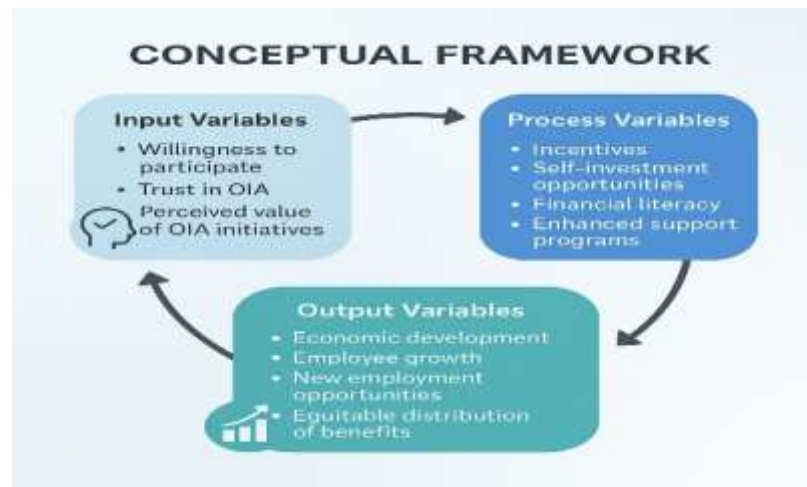 CONCEPTUAL FRAMEWORK
Input Variables
• Willingness to
participate
• Trust in OIA
Perceived value
of OIA initiatives
Process Variables
• Incentives
• Self-investment
opportunities
• Financial literacy
• Enhanced support
programs
Output Variables
• Economic development
• Employee growth
• New employment
opportunities
• Equitable distribution
of benefits